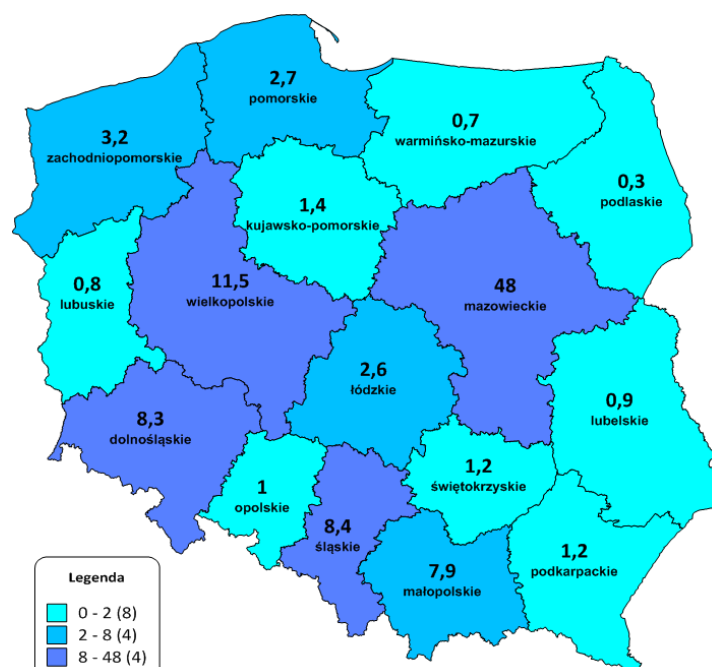 2,7
pomorskie
3,2
zachodniopomorskie
0,7
warmińsko-mazurskie
0,3
podlaskie
1,4
kujawsko-pomorskie
0,8
lubuskie
11,5
wielkopolskie
48
mazowieckie
2,6
łódzkie
0,9
lubelskie
8,3
dolnośląskie
1
opolskie
1,2
świętokrzyskie
8,4
śląskie
7,9
małopolskie
1,2
podkarpackie
Legenda
0 - 2 (8)
2 - 8 (4)
8 - 48 (4)